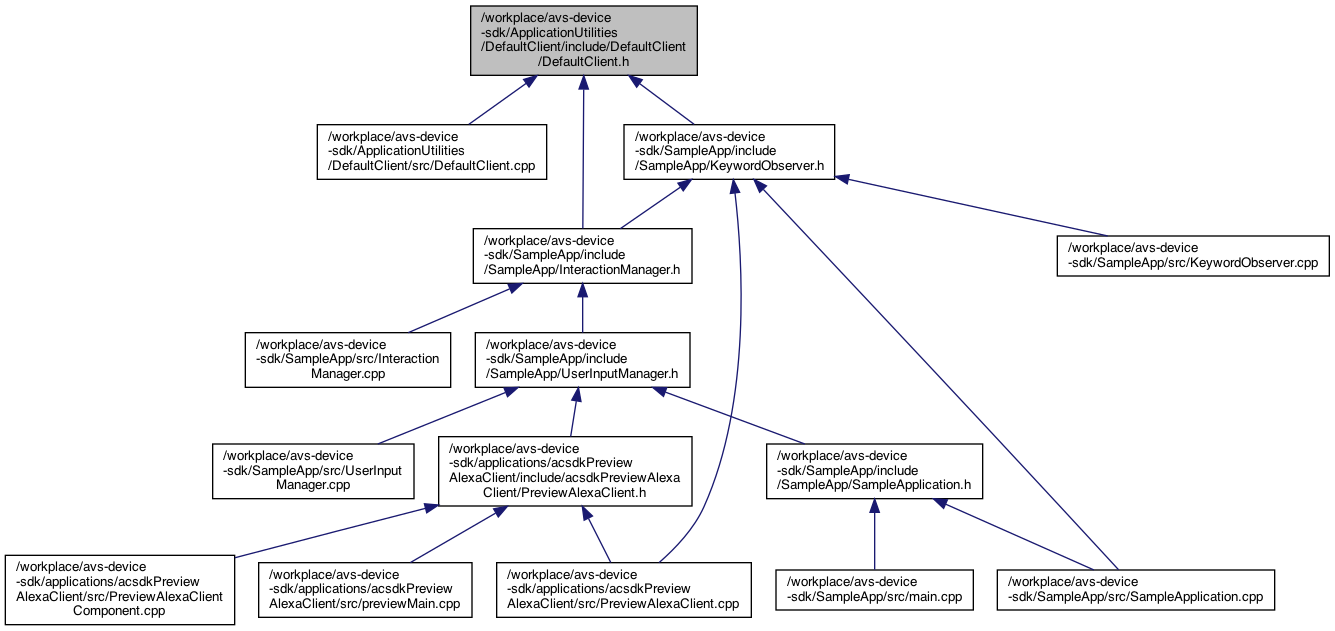 /workplace/avs-device
-sdk/ApplicationUtilities
/DefaultClient/include/DefaultClient
/DefaultClient.h
/workplace/avs-device
-sdk/ApplicationUtilities
/DefaultClient/src/DefaultClient.cpp
/workplace/avs-device
-sdk/SampleApp/include
/SampleApp/KeywordObserver.h
/workplace/avs-device
-sdk/SampleApp/include
/SampleApp/InteractionManager.h
/workplace/avs-device
-sdk/SampleApp/src/KeywordObserver.cpp
/workplace/avs-device
-sdk/SampleApp/src/Interaction
Manager.cpp
/workplace/avs-device
-sdk/SampleApp/include
/SampleApp/UserInputManager.h
/workplace/avs-device
-sdk/SampleApp/src/UserInput
Manager.cpp
/workplace/avs-device
-sdk/applications/acsdkPreview
AlexaClient/include/acsdkPreviewAlexa
Client/PreviewAlexaClient.h
/workplace/avs-device
-sdk/SampleApp/include
/SampleApp/SampleApplication.h
/workplace/avs-device
-sdk/applications/acsdkPreview
AlexaClient/src/PreviewAlexaClient
Component.cpp
/workplace/avs-device
-sdk/applications/acsdkPreview
AlexaClient/src/previewMain.cpp
/workplace/avs-device
-sdk/applications/acsdkPreview
AlexaClient/src/PreviewAlexaClient.cpp
/workplace/avs-device
-sdk/SampleApp/src/main.cpp
/workplace/avs-device
-sdk/SampleApp/src/SampleApplication.cpp